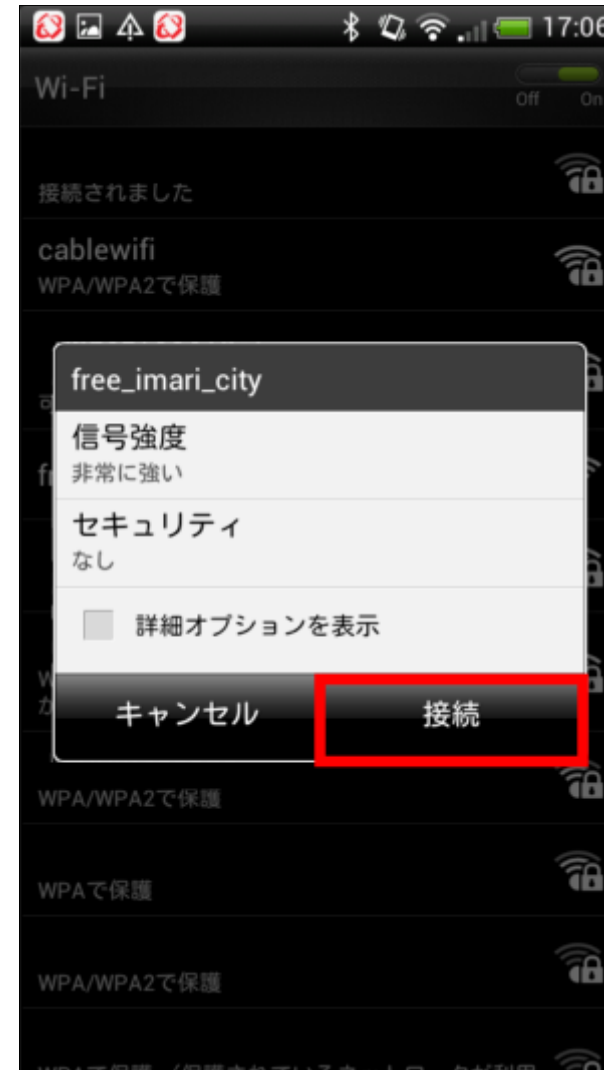 17:06
Wi-Fi
Off On
接続されました
cablewifi
WPA/WPA2で保護
free_imari_city
信号強度
非常に強い
セキュリティ
なし
詳細オプションを表示
キャンセル 接続
WPA/WPA2で保護
WPAで保護
WPA/WPA2で保護